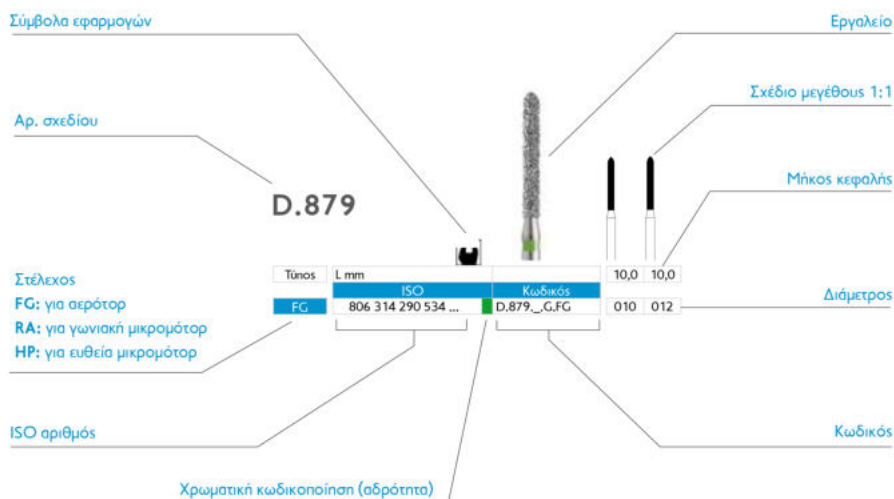 Σύμβολα εφαρμογών
Εργαλείο
Σχέδιο μεγέθους 1:1
Αρ. σχεδίου
Μήκος κεφαλής
D.879
Στέλεχος
FG: για αερότορ
RA: για γωνιακή μικρομότορ
HP: για ευθεία μικρομότορ
Τύπος L mm 10,0 10,0
ISO Κωδικός
FG 806 314 290 534 ... D.879._.G.FG 010 012
Διάμετρος
ISO αριθμός
Κωδικός
Χρωματική κωδικοποίηση (αδρότητα)